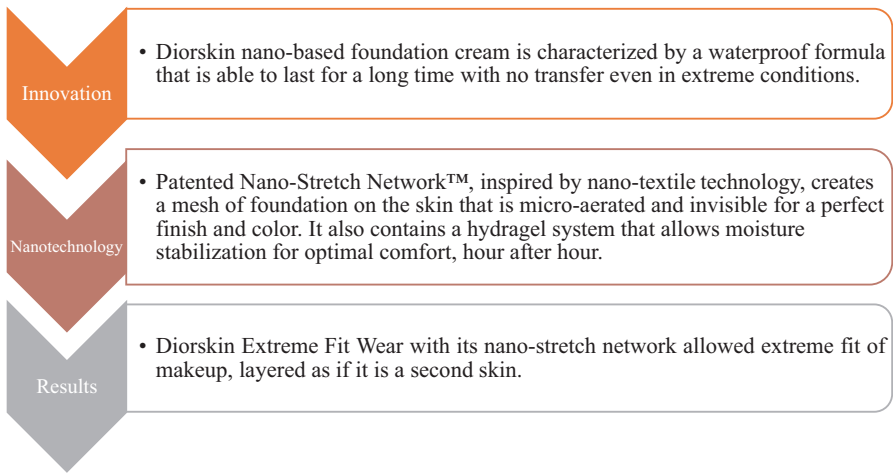 Innovation
• Diorskin nano-based foundation cream is characterized by a waterproof formula
that is able to last for a long time with no transfer even in extreme conditions.
Nanotechnology
• Patented Nano-Stretch Network™, inspired by nano-textile technology, creates
a mesh of foundation on the skin that is micro-aerated and invisible for a perfect
finish and color. It also contains a hydragel system that allows moisture
stabilization for optimal comfort, hour after hour.
Results
• Diorskin Extreme Fit Wear with its nano-stretch network allowed extreme fit of
makeup, layered as if it is a second skin.